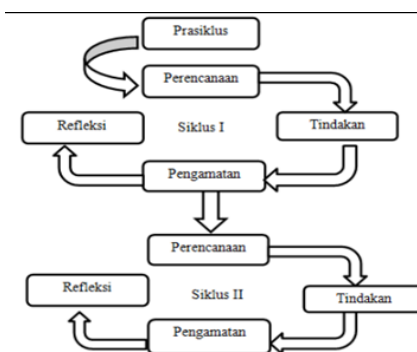 Prasiklus
Perencanaan
Refleksi
Siklus I
Tindakan
Pengamatan
Perencanaan
Refleksi
Siklus II
Tindakan
Pengamatan